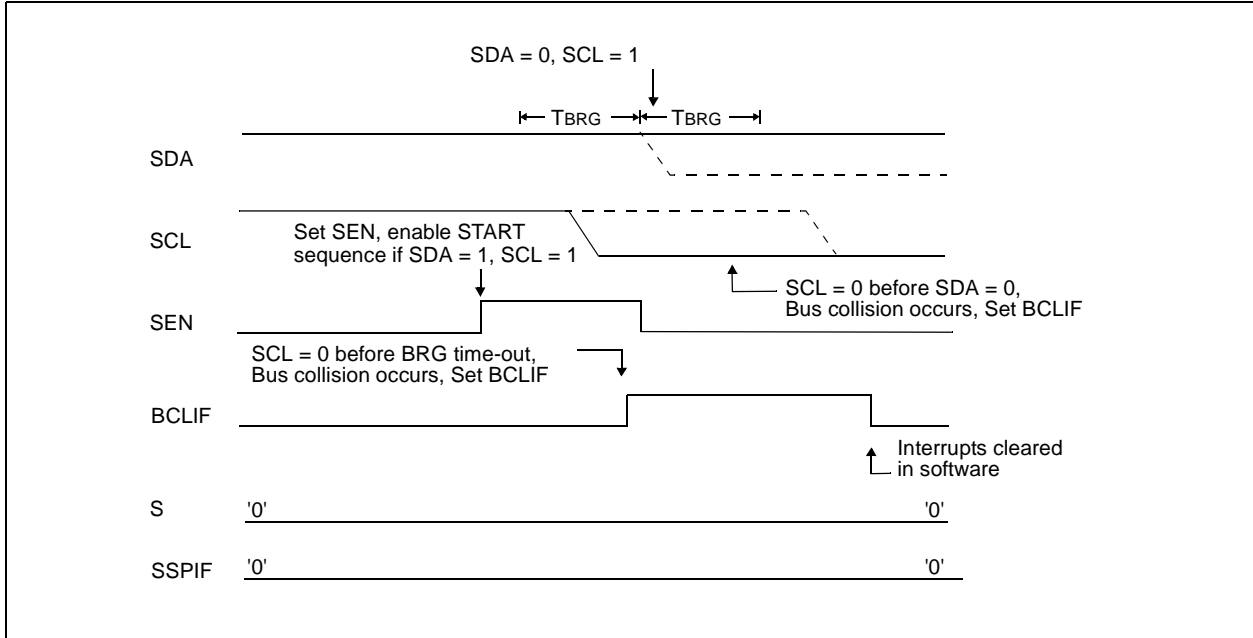 SDA = 0, SCL = 1
TBRG TBRG
SDA
SCL
Set SEN, enable START
sequence if SDA = 1, SCL = 1
SCL = 0 before SDA = 0,
Bus collision occurs, Set BCLIF
SEN
SCL = 0 before BRG time-out,
Bus collision occurs, Set BCLIF
BCLIF
Interrupts cleared
in software
S
'0' '0'
SSPIF
'0' '0'